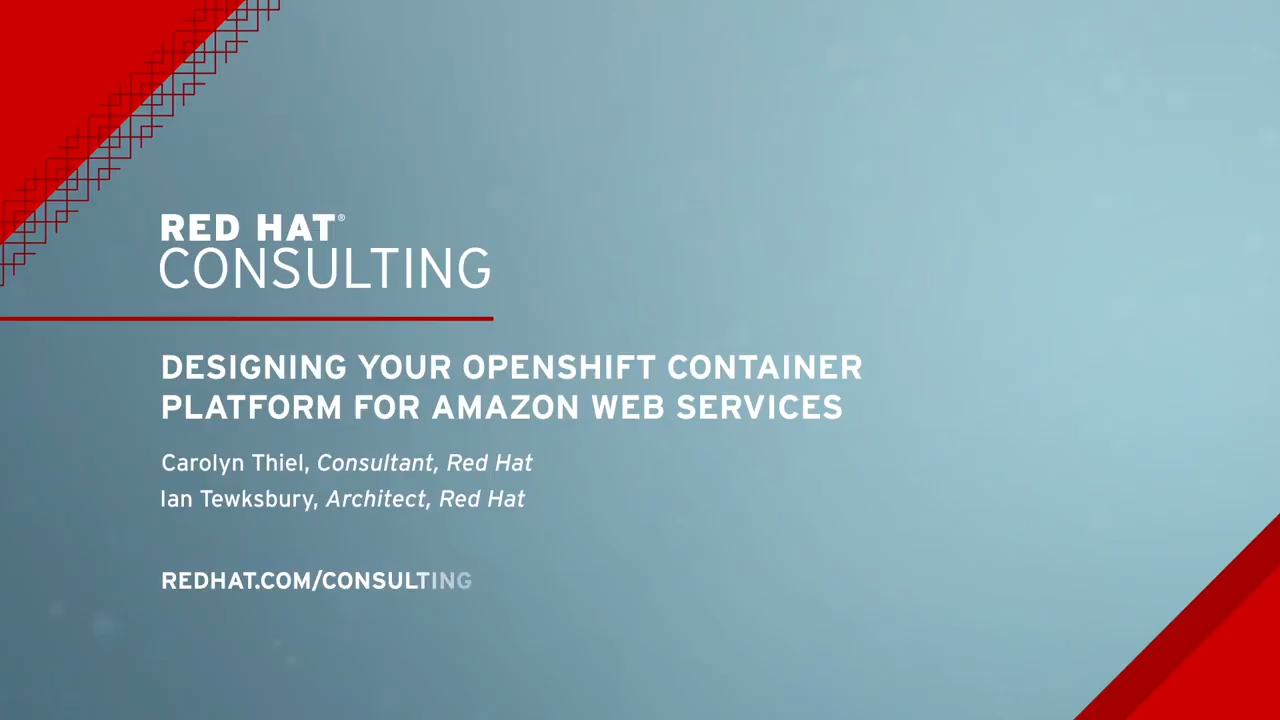 RED HAT®
CONSULTING
DESIGNING YOUR OPENSHIFT CONTAINER
PLATFORM FOR AMAZON WEB SERVICES
Carolyn Thiel, Consultant, Red Hat
Ian Tewksbury, Architect, Red Hat
REDHAT.COM/CONSULTING